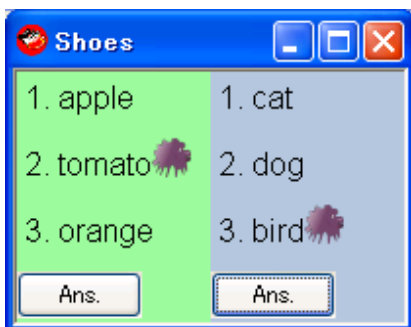 Shoes
1. apple
2. tomato
3. orange
Ans.
1. cat
2. dog
3. bird
Ans.